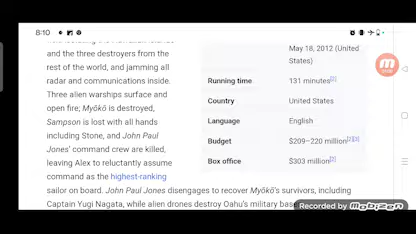 8:10
and the three destroyers from the
rest of the world, and jamming all
radar and communications inside.
Three alien warships surface and
open fire; Myōkō is destroyed,
Sampson is lost with all hands
including Stone, and John Paul
Jones' command crew are killed,
leaving Alex to reluctantly assume
command as the highest-ranking
sailor on board. John Paul Jones disengages to recover Myōkō's survivors, including
Captain Yugi Nagata, while alien drones destroy Oahu's military
May 18, 2012 (United
States)
Running time 131 minutes[2]
Country United States
Language English
Budget $209–220 million[2][3]
Box office $303 million[2]
Recorded by
mobizen